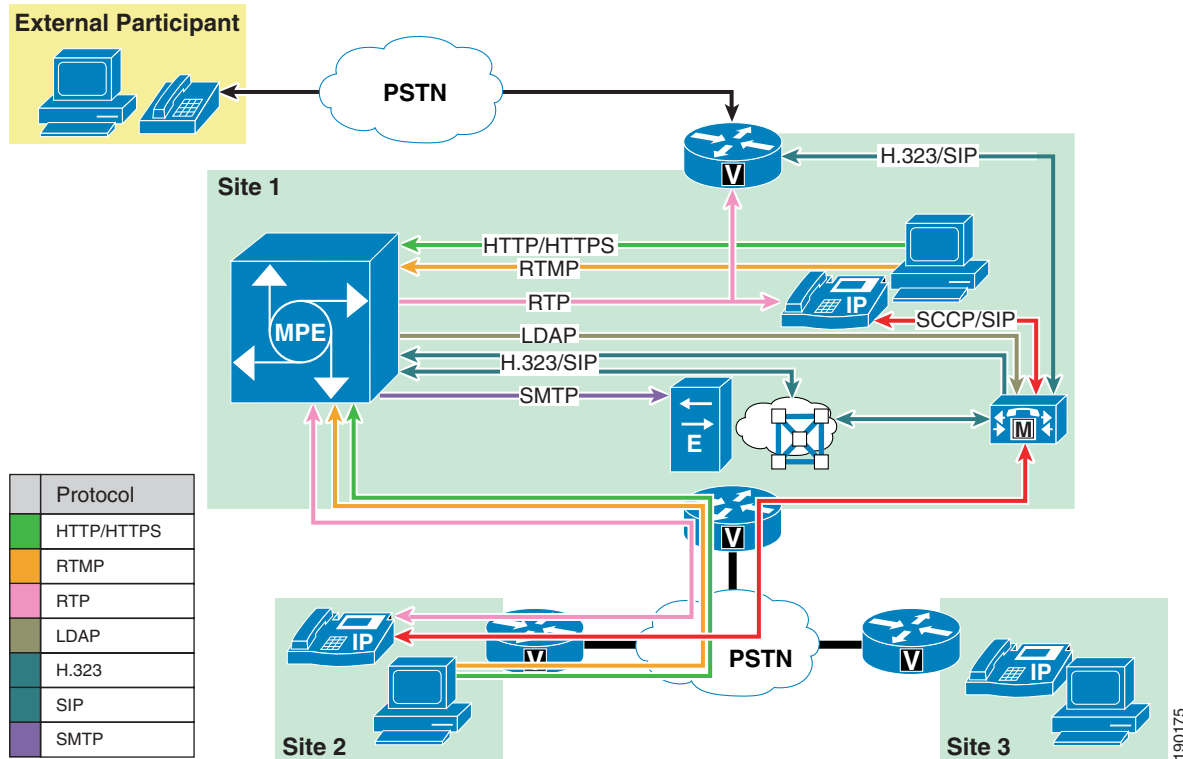 External Participant
PSTN
V
H.323/SIP
Site 1
HTTP/HTTPS
RTMP
RTP
IP
MPE
SCCP/SIP
LDAP
H.323/SIP
SMTP
E
M
Protocol
HTTP/HTTPS
RTMP
RTP
LDAP
H.323
SIP
SMTP
V
IP
V
PSTN
V
IP
Site 2
Site 3
190175